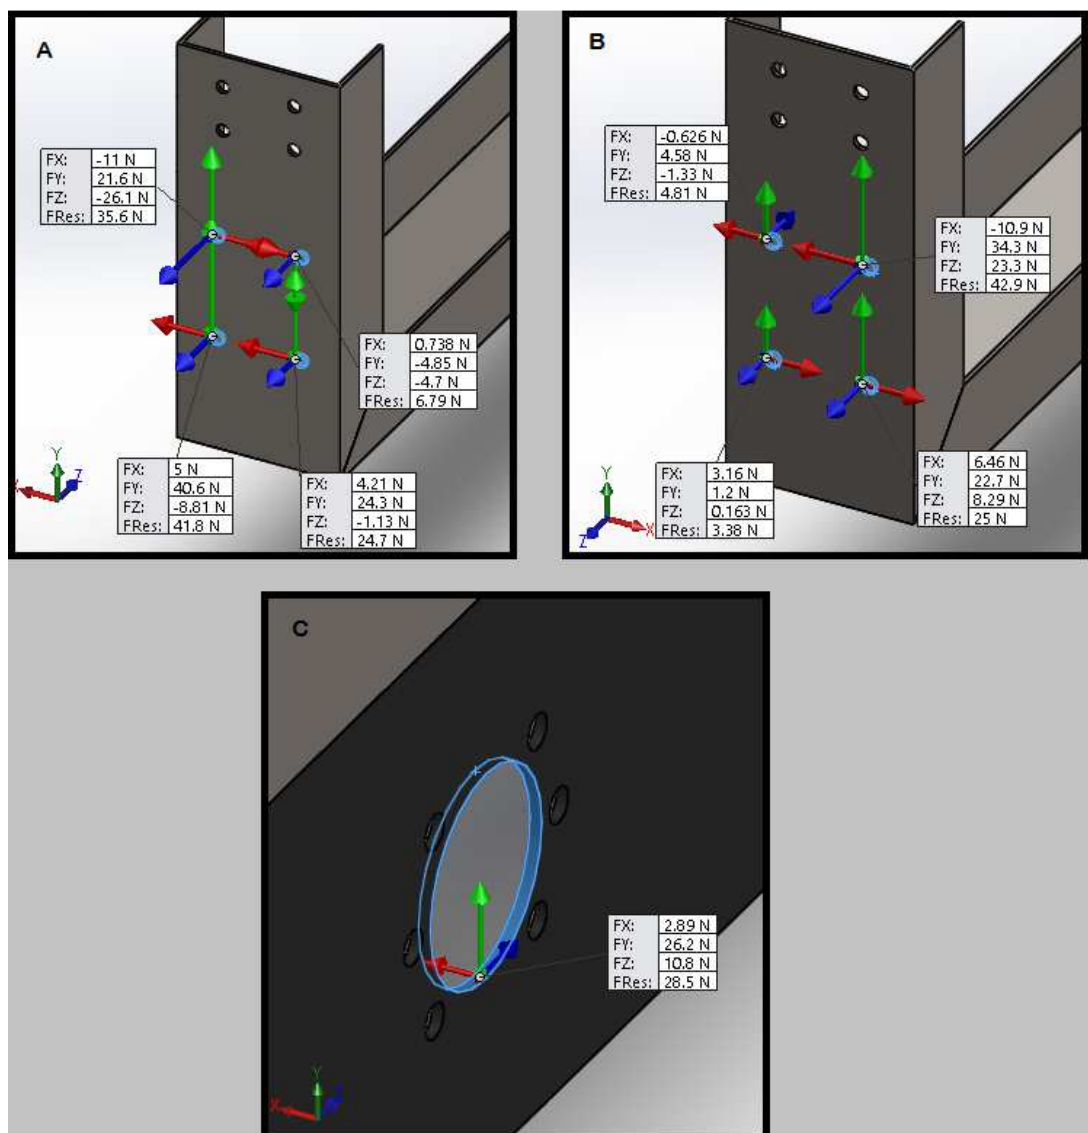 A
FX: -11 N
FY: 21.6 N
FZ: -26.1 N
FRes: 35.6 N
FX: 0.738 N
FY: -4.85 N
FZ: -4.7 N
FRes: 6.79 N
FX: 5 N
FY: 40.6 N
FZ: -8.81 N
FRes: 41.8 N
FX: 4.21 N
FY: 24.3 N
FZ: -1.13 N
FRes: 24.7 N
X
Y
Z
B
FX: -0.626 N
FY: 4.58 N
FZ: -1.33 N
FRes: 4.81 N
FX: -10.9 N
FY: 34.3 N
FZ: 23.3 N
FRes: 42.9 N
FX: 3.16 N
FY: 1.2 N
FZ: 0.163 N
FRes: 3.38 N
FX: 6.46 N
FY: 22.7 N
FZ: 8.29 N
FRes: 25 N
Y
Z
X
C
FX: 2.89 N
FY: 26.2 N
FZ: 10.8 N
FRes: 28.5 N
X
Y
Z